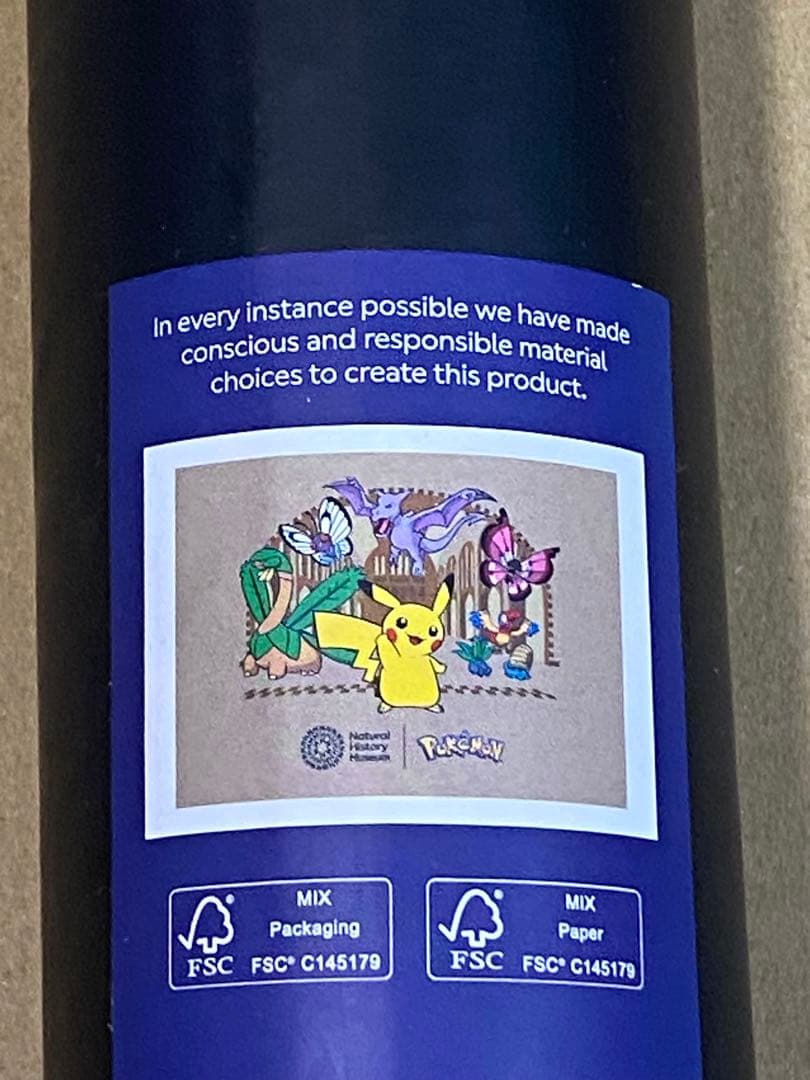 In every instance possible we have made
conscious and responsible material
choices to create this product.
Natural
History
Museum
POKÉMON
MIX
Packaging
FSC
FSC® C145179
MIX
Paper
FSC
FSC® C145179